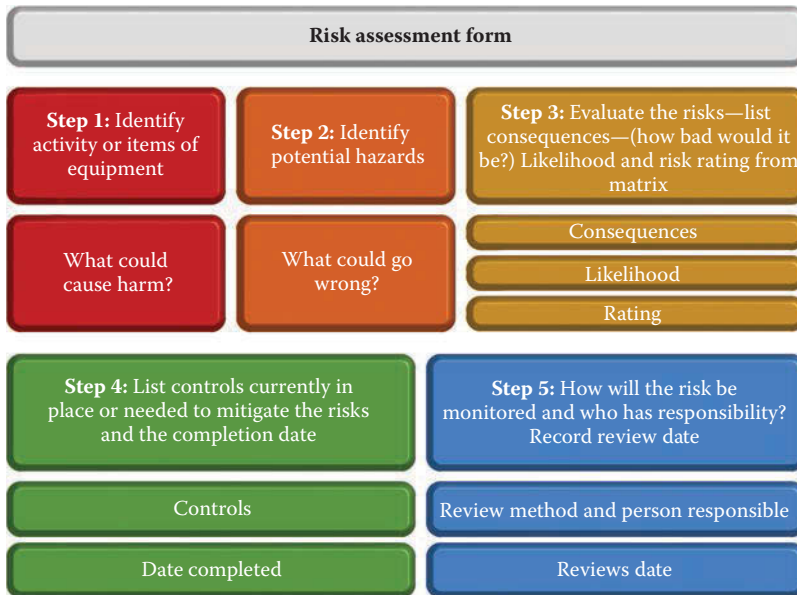 Risk assessment form
Step 1: Identify
activity or items of
equipment
Step 2: Identify
potential hazards
Step 3: Evaluate the risks—list
consequences—(how bad would it
be?) Likelihood and risk rating from
matrix
What could
cause harm?
What could go
wrong?
Consequences
Likelihood
Rating
Step 4: List controls currently in
place or needed to mitigate the risks
and the completion date
Step 5: How will the risk be
monitored and who has responsibility?
Record review date
Controls
Review method and person responsible
Date completed
Reviews date